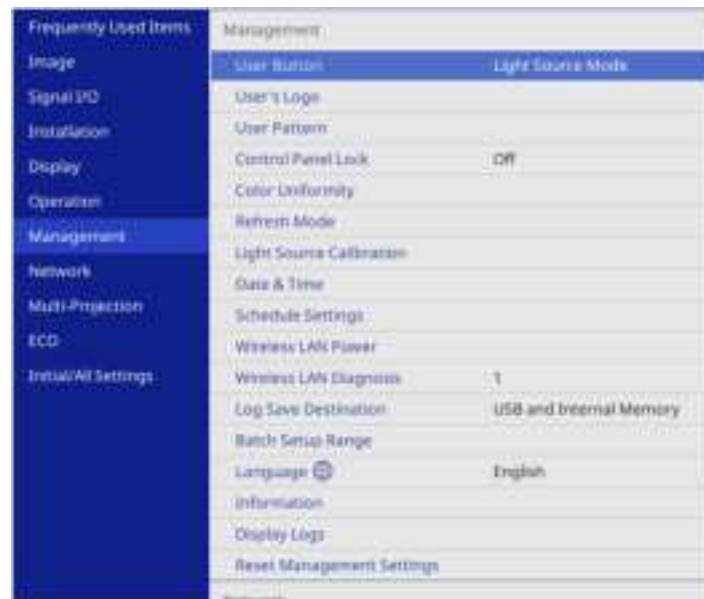 Frequently Used Items
Image
Signal I/O
Installation
Display
Operation
Management
Network
Multi-Projection
ECO
Initial/All Settings
Management
User Button Light Source Mode
User's Logo
User Pattern
Control Panel Lock Off
Color Uniformity
Refresh Mode
Light Source Calibration
Date & Time
Schedule Settings
Wireless LAN Power
Wireless LAN Diagnosis 1
Log Save Destination USB and Internal Memory
Batch Setup Range
Language English
Information
Display Logs
Reset Management Settings
Network